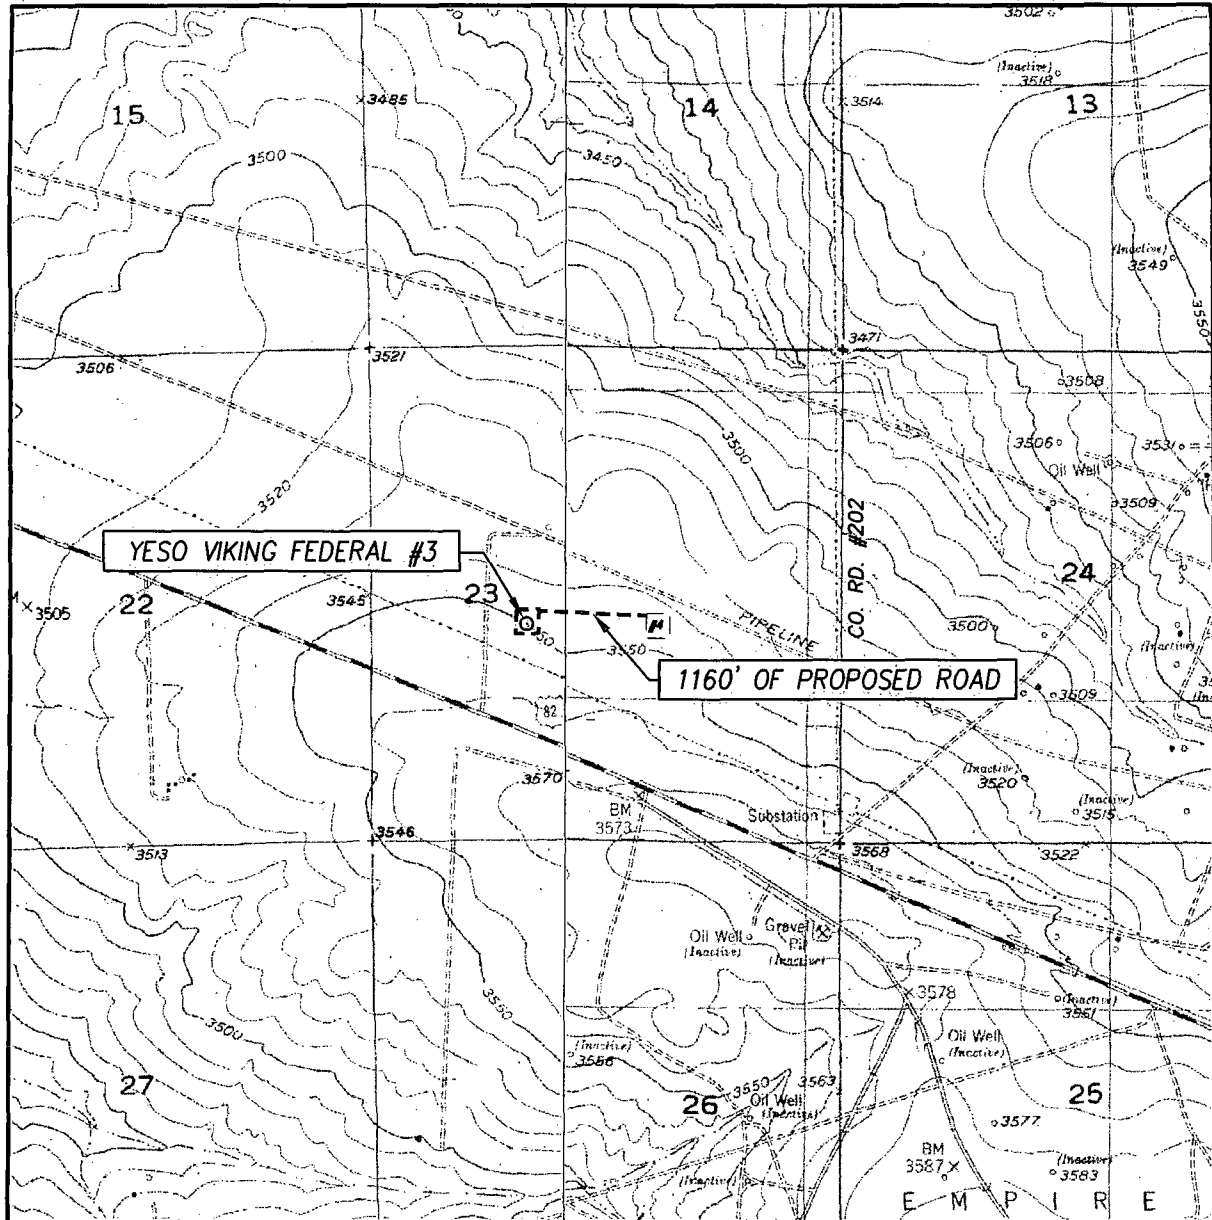 3502
(Inactive)
3518
15
3485
14
3514
13
3500
3450
(Inactive)
3549
3550
3521
3471
3506
3508
3500
3506
3531
Oil Well
3520
3509
CO. RD. #202
YESO VIKING FEDERAL #3
22
3505
3545
23
24
PIPELINE
3500
3550
(Inactive)
1160' OF PROPOSED ROAD
3509
82
3570
(Inactive)
3520
BM
3573
Substation
(Inactive)
3515
3546
3513
3568
3522
Oil Well
(Inactive)
Gravel
Pit
(Inactive)
3578
3550
(Inactive)
3551
3500
Oil Well
(Inactive)
(Inactive)
3556
3550
3563
Oil Well
(Inactive)
27
26
25
3577
BM
3587
(Inactive)
3583
(Inactive)
EMPIRE